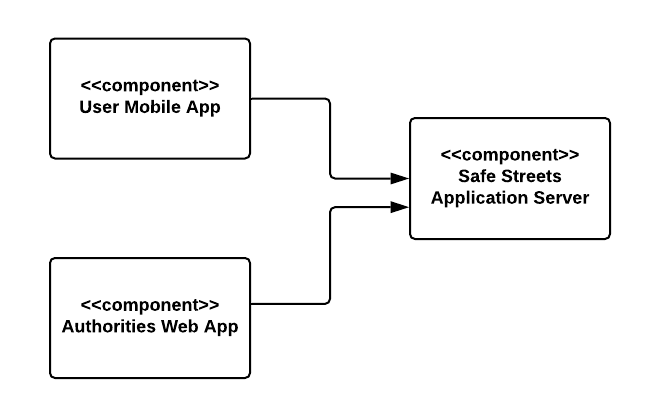 <<component>>
User Mobile App
<<component>>
Safe Streets
Application Server
<<component>>
Authorities Web App